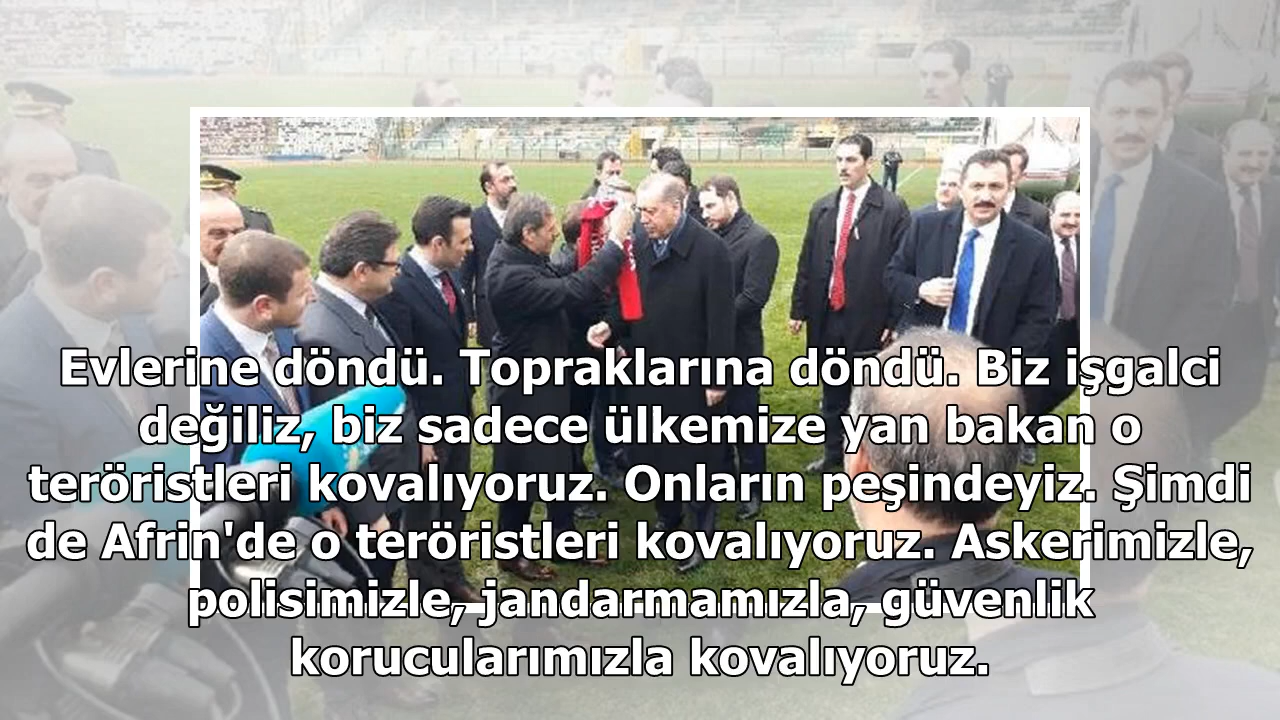 Evlerine döndü. Topraklarına döndü. Biz işgalci
değiliz, biz sadece ülkemize yan bakan o
teröristleri kovalıyoruz. Onların peşindeyiz. Şimdi
de Afrin'de o teröristleri kovalıyoruz. Askerimizle,
polisimizle, jandarmamızla, güvenlik
korucularımızla kovalıyoruz.